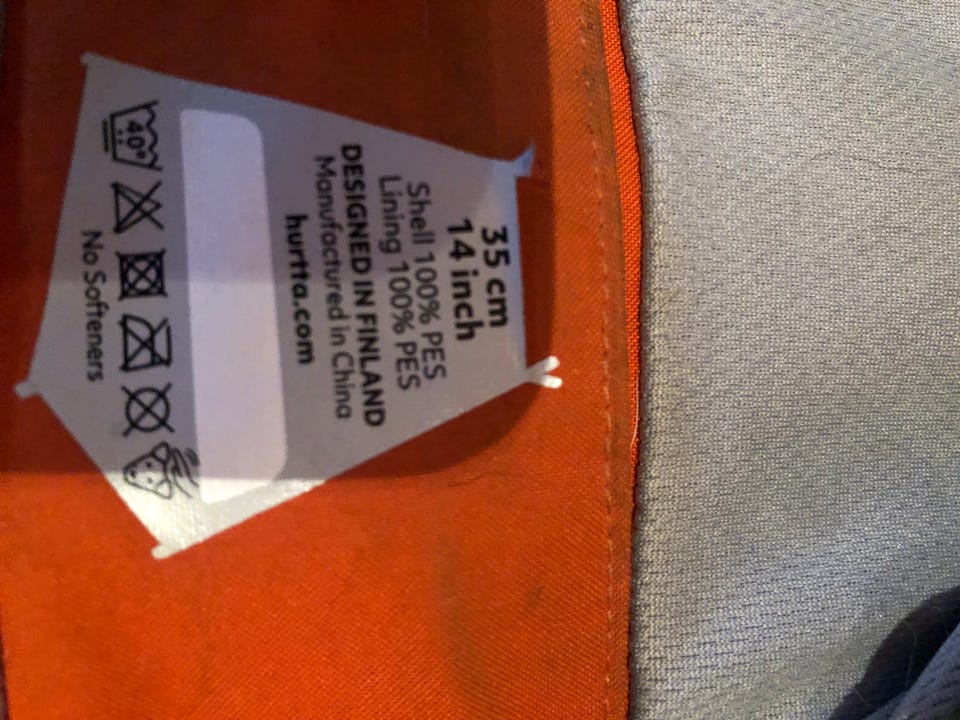 35 cm
14 inch
Shell 100% PES
Lining 100% PES
DESIGNED IN FINLAND
Manufactured in China
hurtta.com
40°
No Softeners